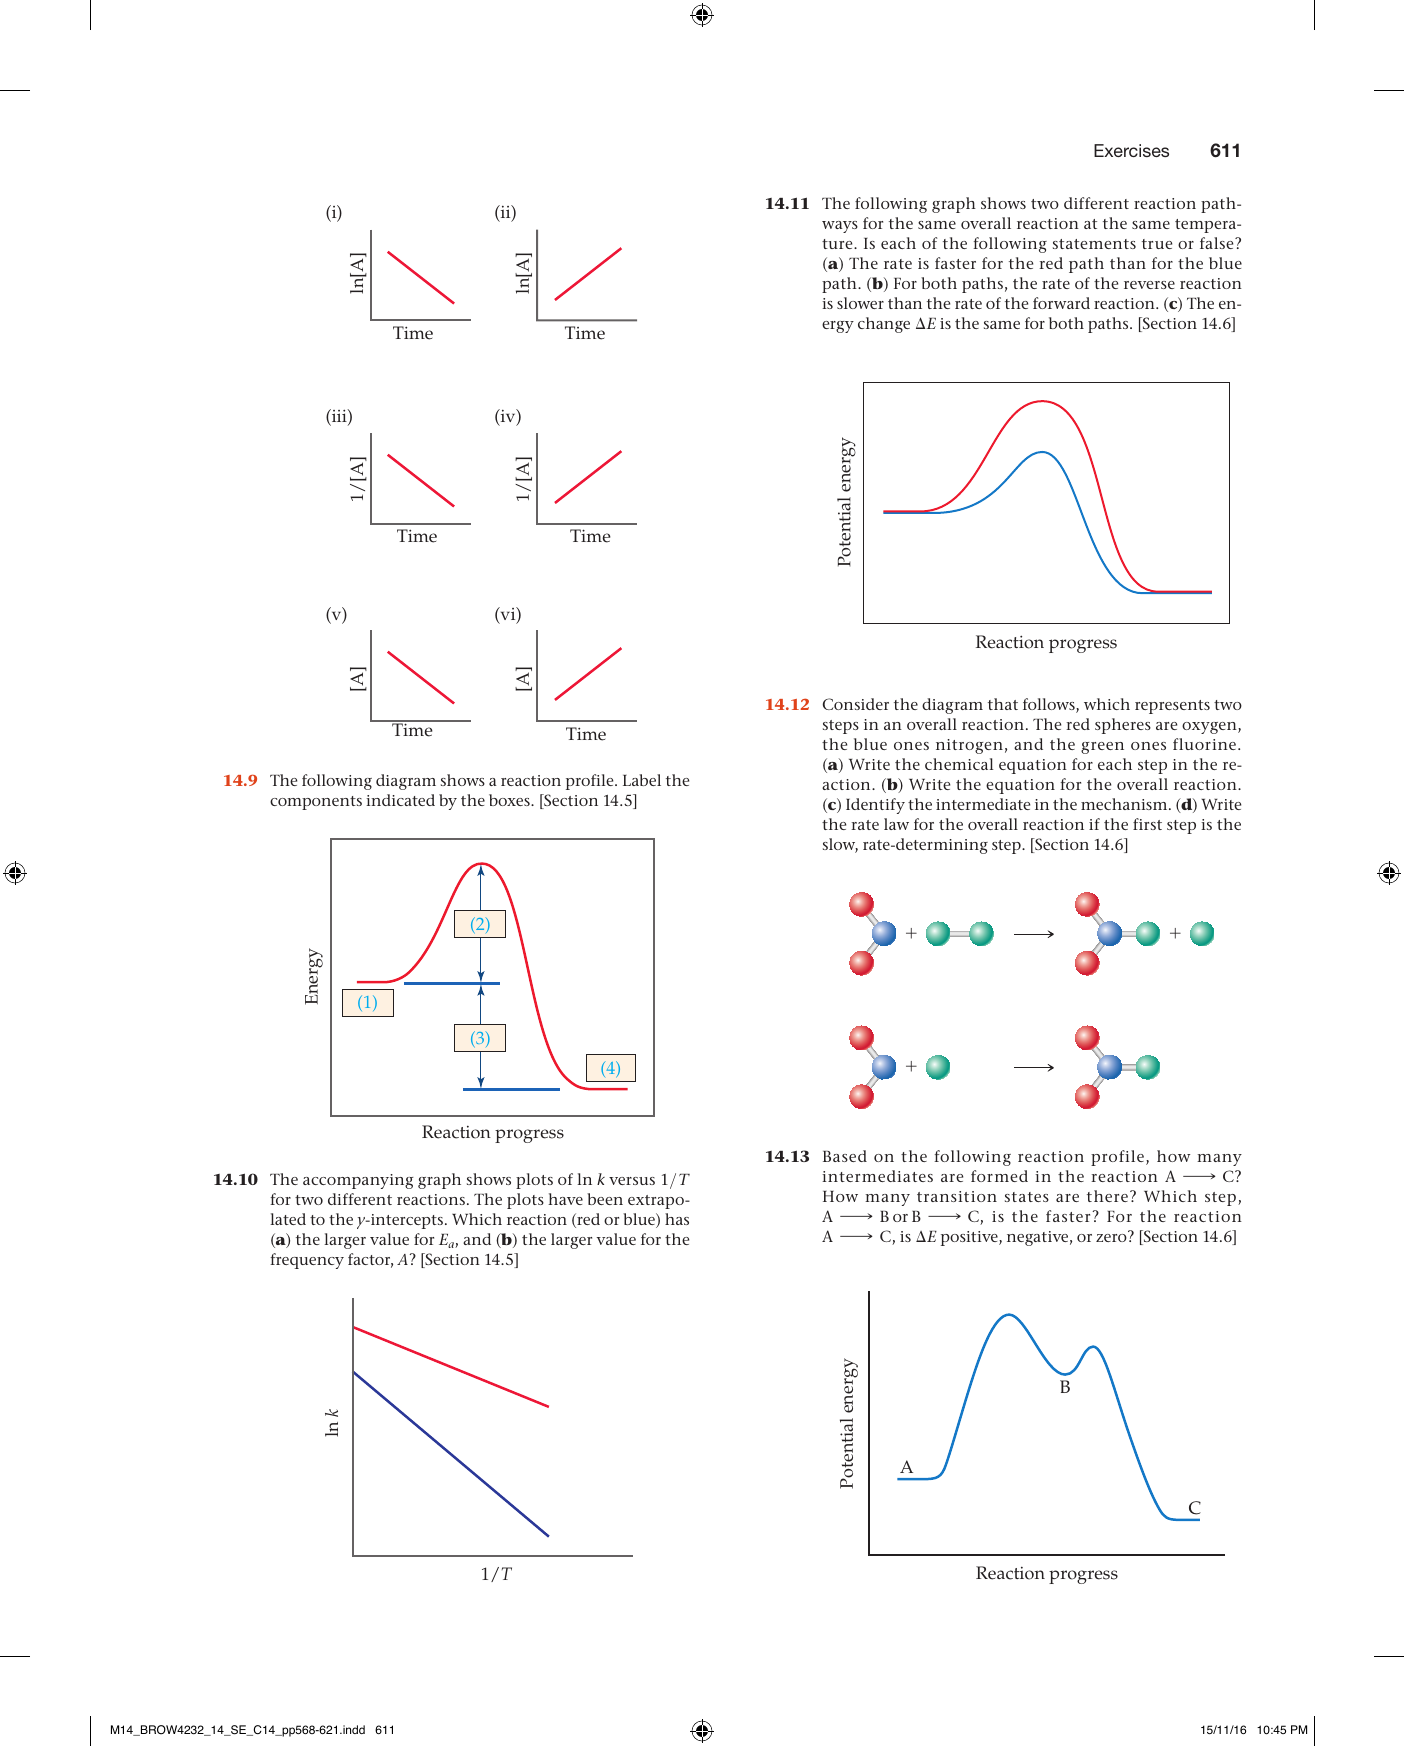 Exercises 611
(i)
ln[A]
Time
(ii)
ln[A]
Time
(iii)
1/[A]
Time
(iv)
1/[A]
Time
(v)
[A]
Time
(vi)
[A]
Time
14.9 The following diagram shows a reaction profile. Label the
components indicated by the boxes. [Section 14.5]
Energy
(1)
(2)
(3)
(4)
Reaction progress
14.10 The accompanying graph shows plots of ln k versus 1/T
for two different reactions. The plots have been extrapo-
lated to the y-intercepts. Which reaction (red or blue) has
(a) the larger value for Ea, and (b) the larger value for the
frequency factor, A? [Section 14.5]
ln k
1/T
14.11 The following graph shows two different reaction path-
ways for the same overall reaction at the same tempera-
ture. Is each of the following statements true or false?
(a) The rate is faster for the red path than for the blue
path. (b) For both paths, the rate of the reverse reaction
is slower than the rate of the forward reaction. (c) The en-
ergy change ΔE is the same for both paths. [Section 14.6]
Potential energy
Reaction progress
14.12 Consider the diagram that follows, which represents two
steps in an overall reaction. The red spheres are oxygen,
the blue ones nitrogen, and the green ones fluorine.
(a) Write the chemical equation for each step in the re-
action. (b) Write the equation for the overall reaction.
(c) Identify the intermediate in the mechanism. (d) Write
the rate law for the overall reaction if the first step is the
slow, rate-determining step. [Section 14.6]
+ ⟶ +
+ ⟶
14.13 Based on the following reaction profile, how many
intermediates are formed in the reaction A ⟶ C?
How many transition states are there? Which step,
A ⟶ B or B ⟶ C, is the faster? For the reaction
A ⟶ C, is ΔE positive, negative, or zero? [Section 14.6]
Potential energy
A
B
C
Reaction progress
M14_BROW4232_14_SE_C14_pp568-621.indd 611
15/11/16 10:45 PM